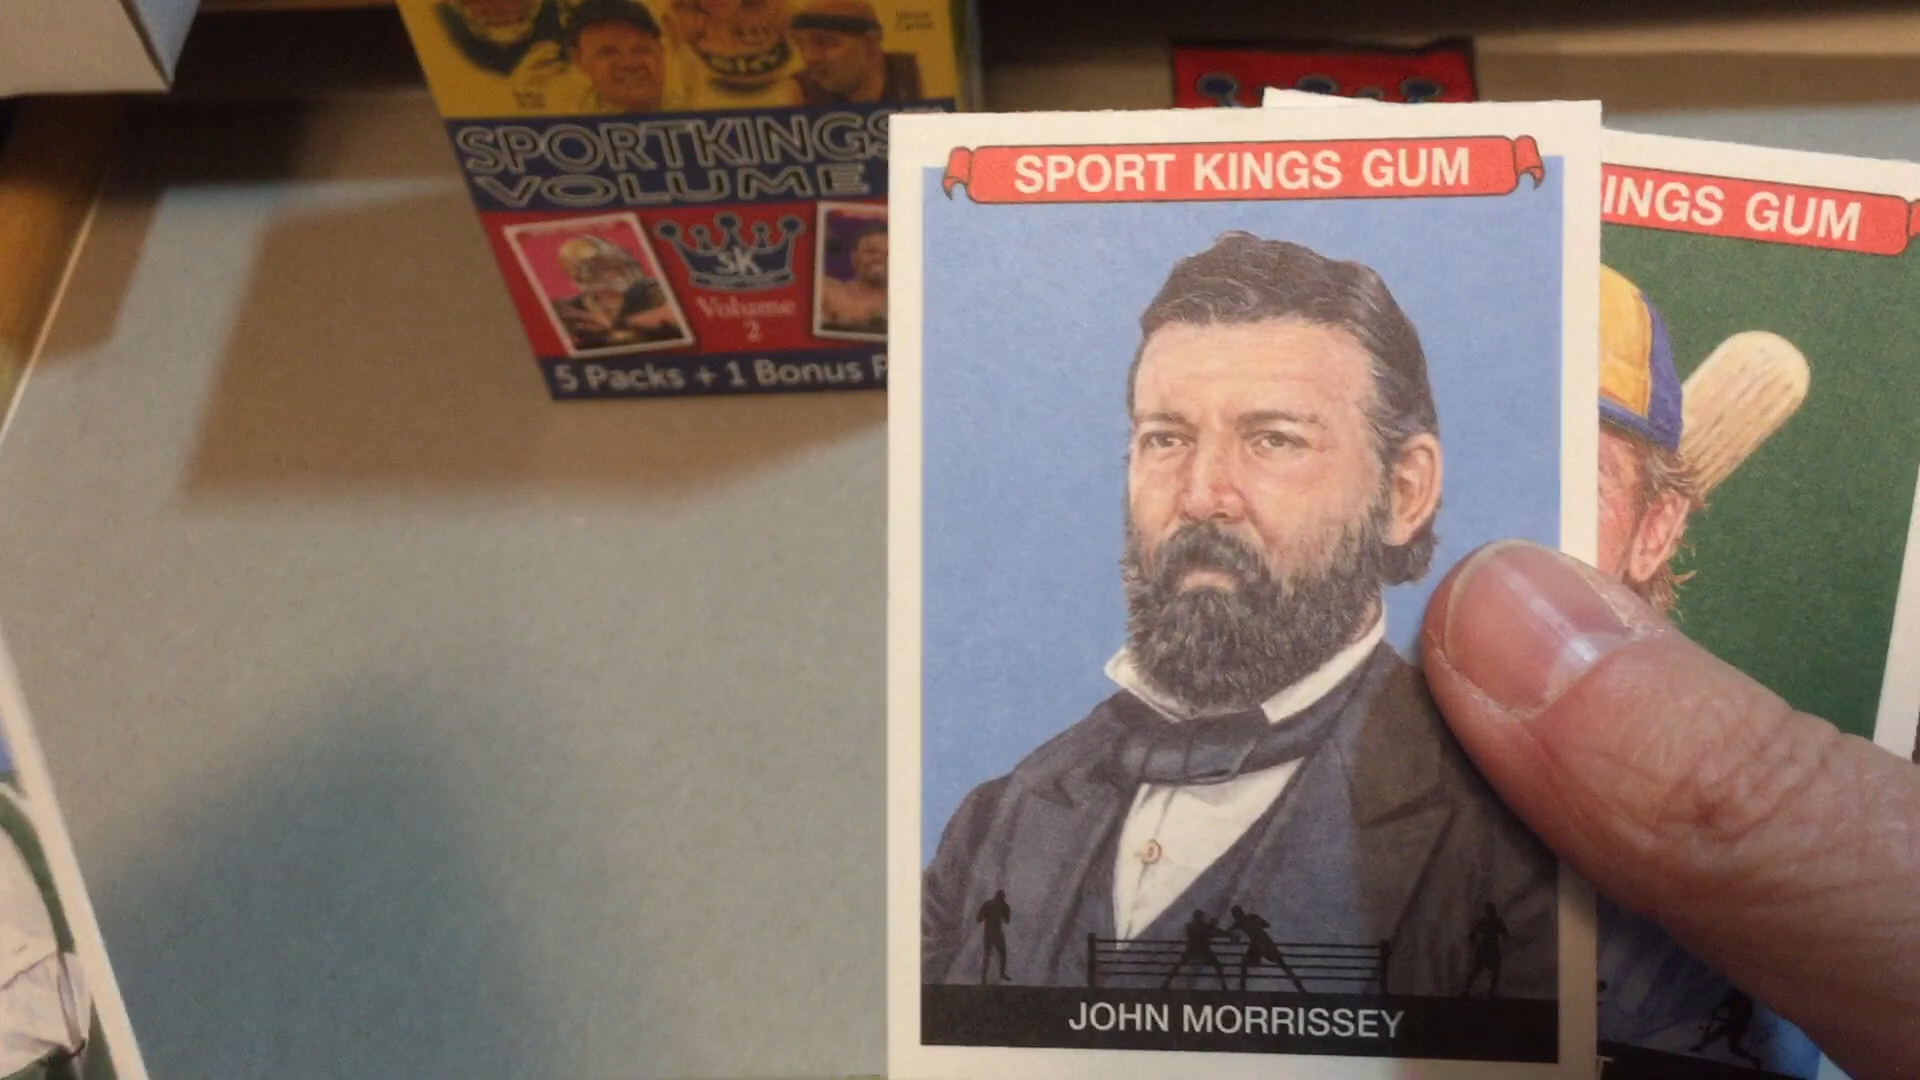 SPORTKINGS
VOLUME
SK
Volume
2
5 Packs + 1 Bonus
SPORT KINGS GUM
JOHN MORRISSEY
INGS GUM